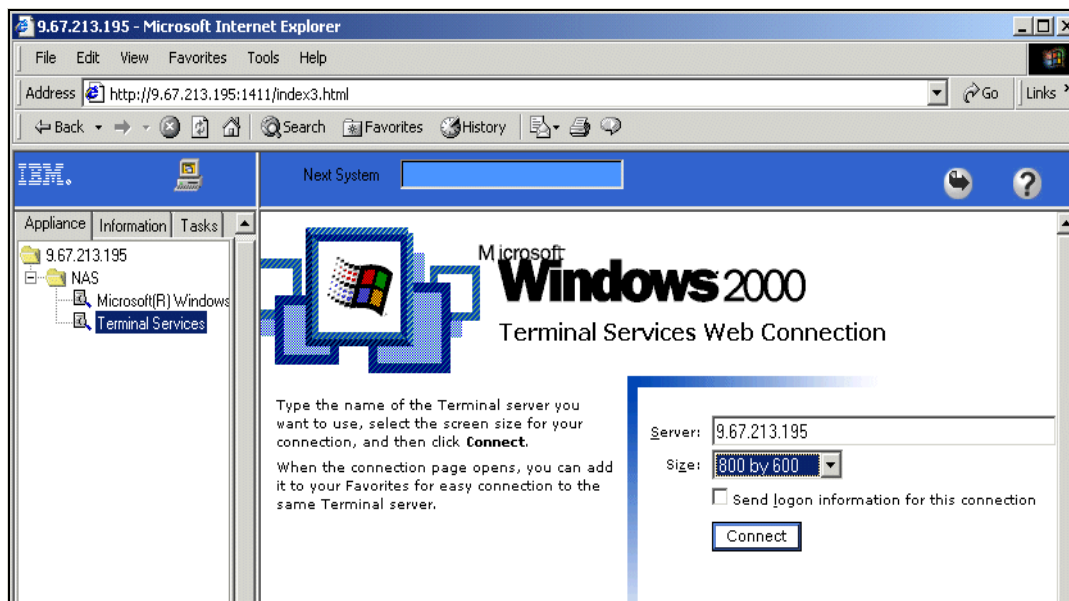 9.67.213.195 - Microsoft Internet Explorer
File Edit View Favorites Tools Help
Address http://9.67.213.195:1411/index3.html Go Links »
Back Search Favorites History
IBM. Next System ?
Appliance Information Tasks
9.67.213.195
NAS
Microsoft(R) Windows
Terminal Services
Microsoft
Windows 2000
Terminal Services Web Connection
Type the name of the Terminal server you
want to use, select the screen size for your
connection, and then click Connect.
When the connection page opens, you can add
it to your Favorites for easy connection to the
same Terminal server.
Server: 9.67.213.195
Size: 800 by 600
Send logon information for this connection
Connect